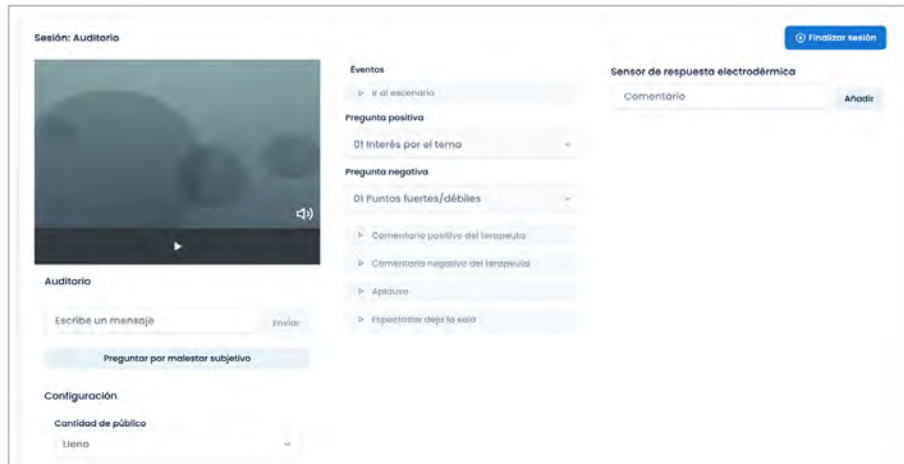 Sesión: Auditorio
Finalizar sesión
Auditorio
Escribe un mensaje
Enviar
Preguntar por malestar subjetivo
Configuración
Cantidad de público
Lleno
Eventos
Ir al escenario
Pregunta positiva
01 Interés por el tema
Pregunta negativa
01 Puntos fuertes/débiles
Comentario positivo del terapeuta
Comentario negativo del terapeuta
Aplauso
Espectador deja la sala
Sensor de respuesta electrodérmica
Comentario
Añadir